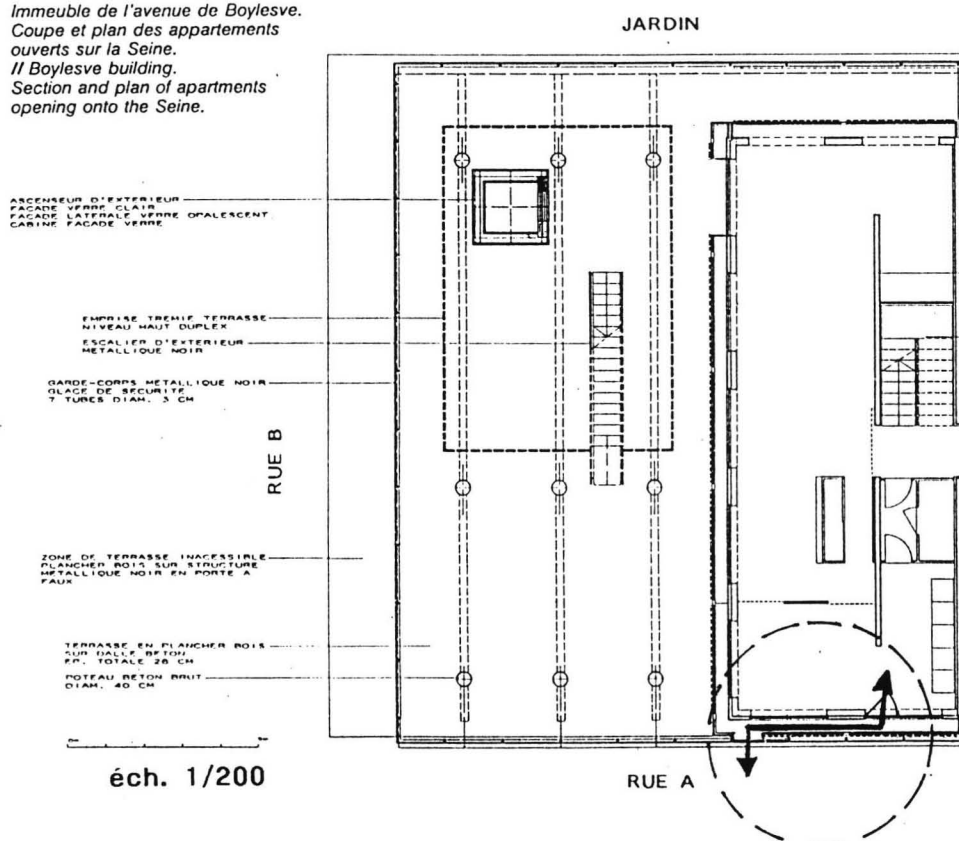 Immeuble de l'avenue de Boylesve.
Coupe et plan des appartements
ouverts sur la Seine.
// Boylesve building.
Section and plan of apartments
opening onto the Seine.
JARDIN
ASCENSEUR D'EXTERIEUR
FACADE VERRE CLAIR
FACADE LATERALE VERRE OPALESCENT
CABINE FACADE VERRE
EMPRISE TREMIE TERRASSE
NIVEAU HAUT DUPLEX
ESCALIER D'EXTERIEUR
METALLIQUE NOIR
GARDE-CORPS METALLIQUE NOIR
GLACE DE SECURITE
7 TUBES DIAM. 3 CM
RUE B
ZONE DE TERRASSE INACESSIBLE
PLANCHER BOIS SUR STRUCTURE
METALLIQUE NOIR EN PORTE A
FAUX
TERRASSE EN PLANCHER BOIS
SUR DALLE BETON
EP. TOTALE 28 CM
POTEAU BETON BRUT
DIAM. 40 CM
éch. 1/200
RUE A